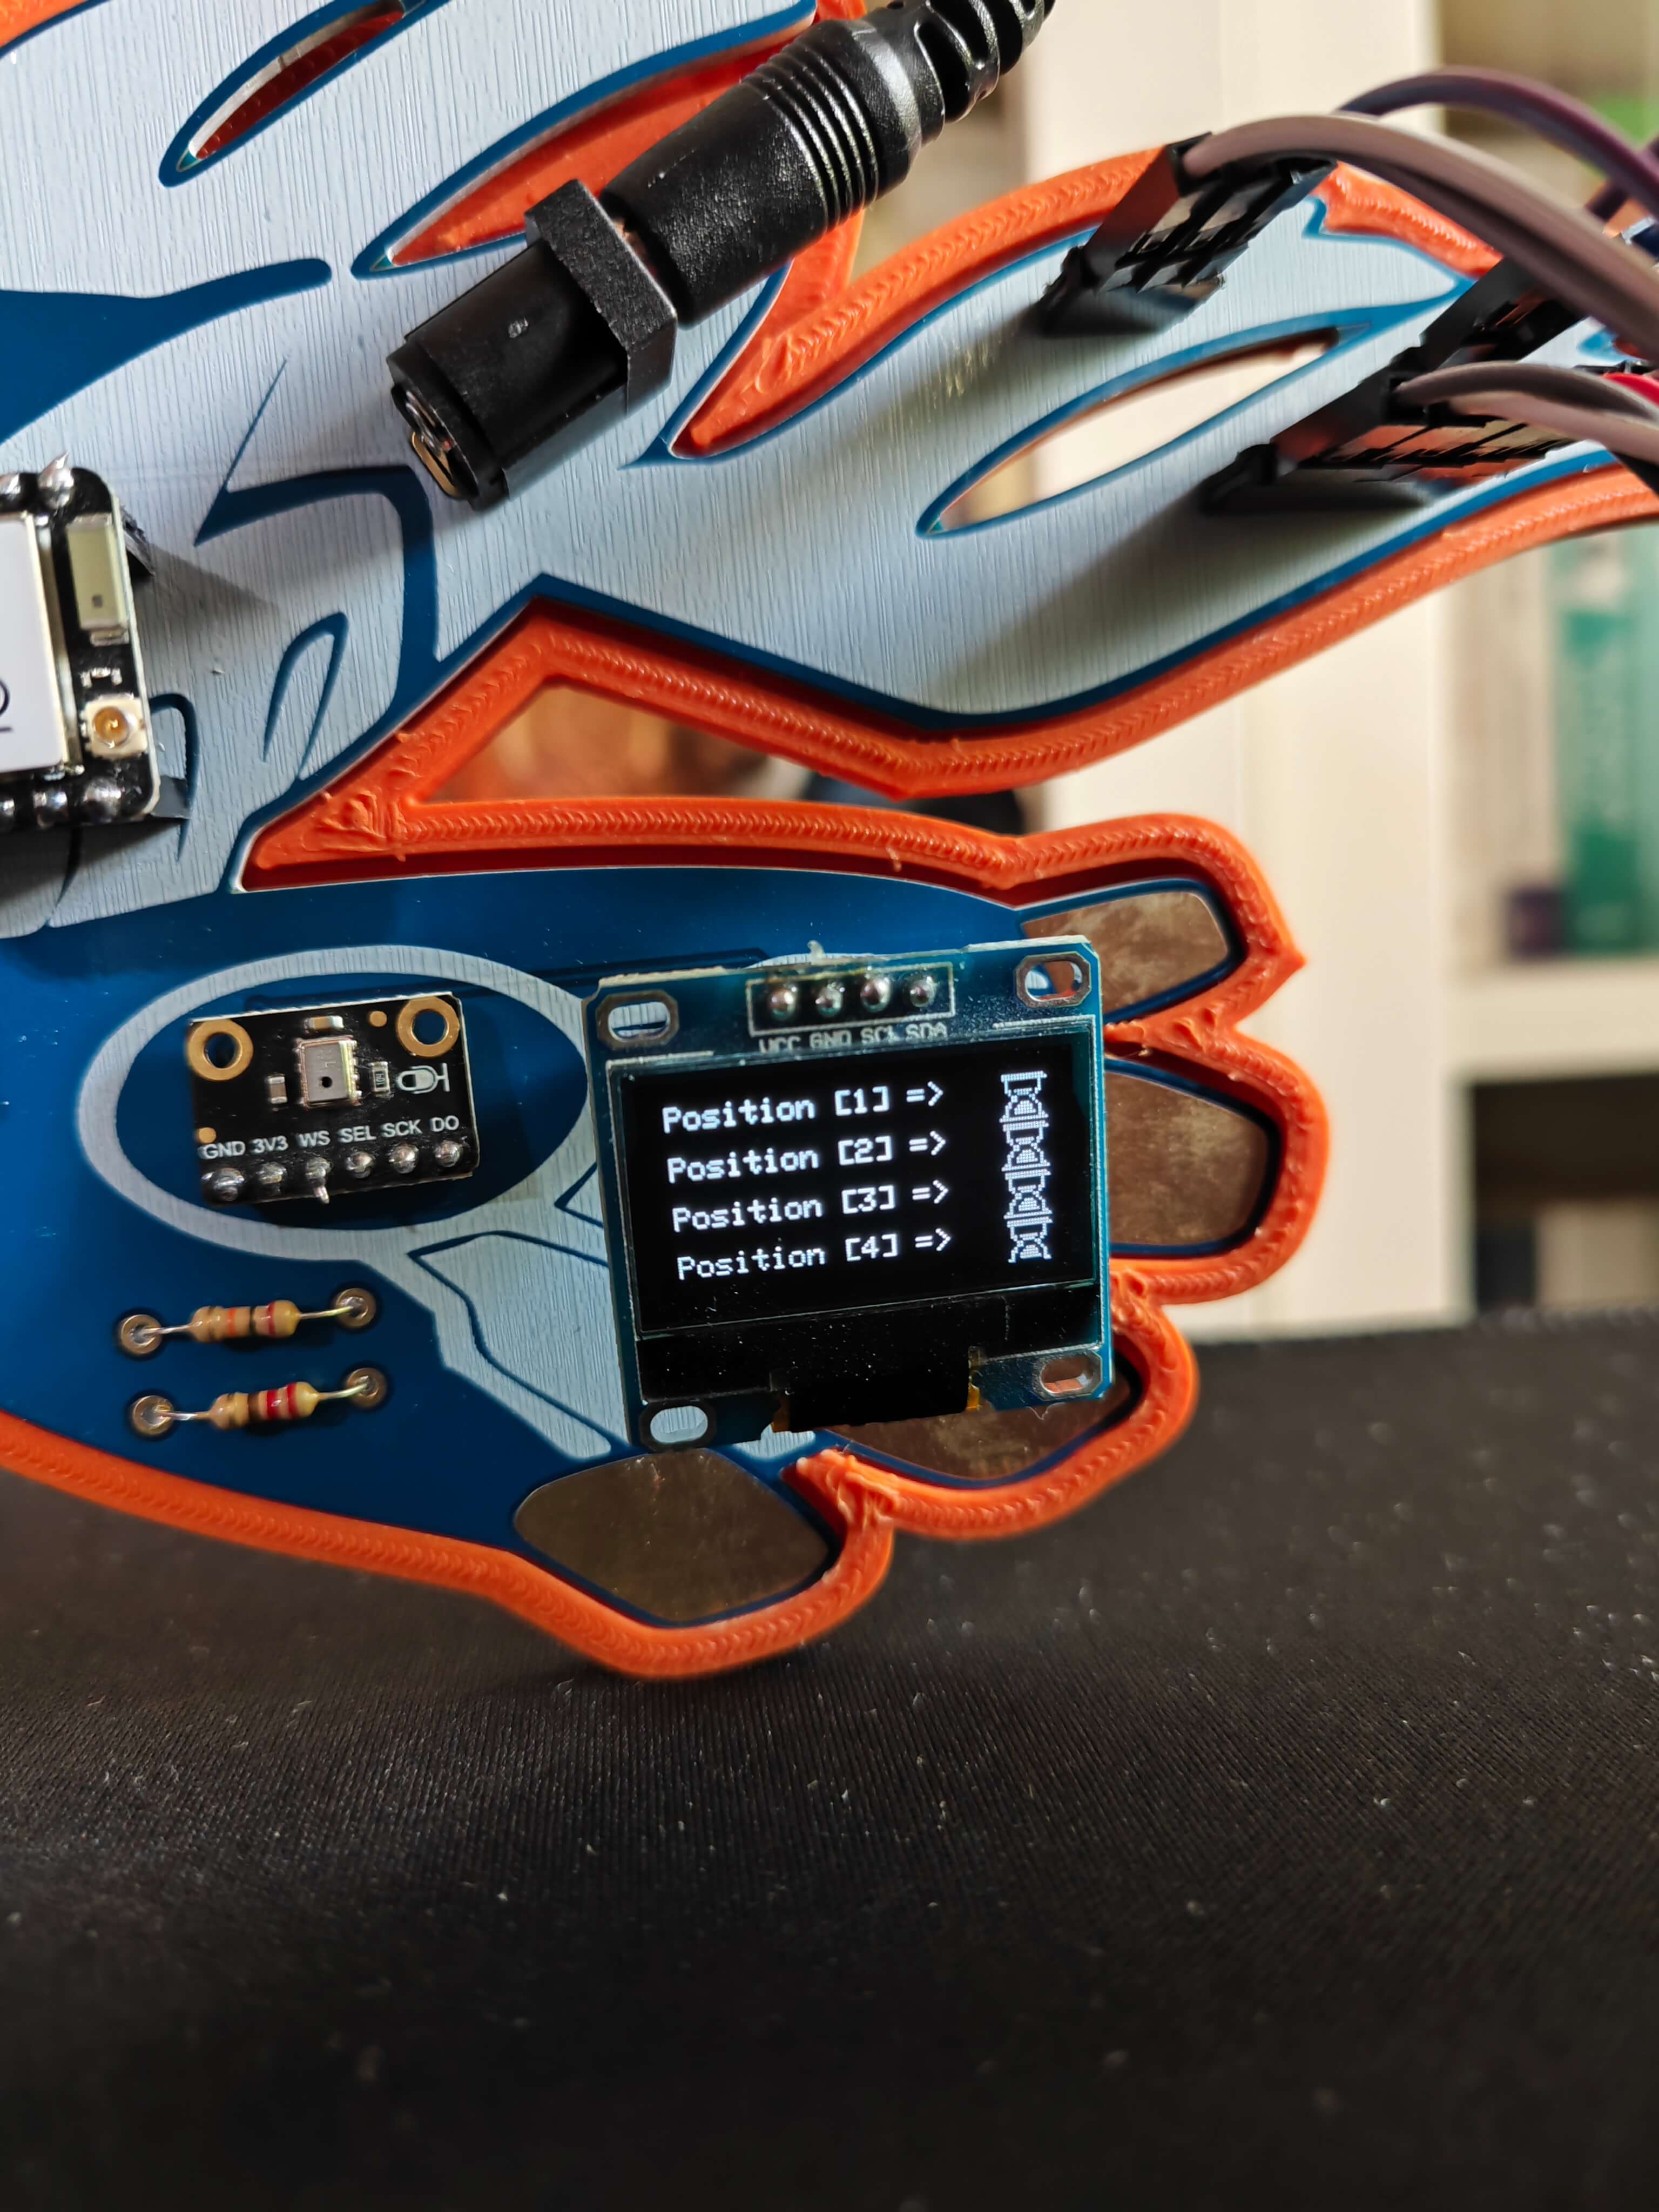 VCC GND SCL SDA
Position [1] =>
Position [2] =>
Position [3] =>
Position [4] =>
GND 3V3 WS SEL SCK DO